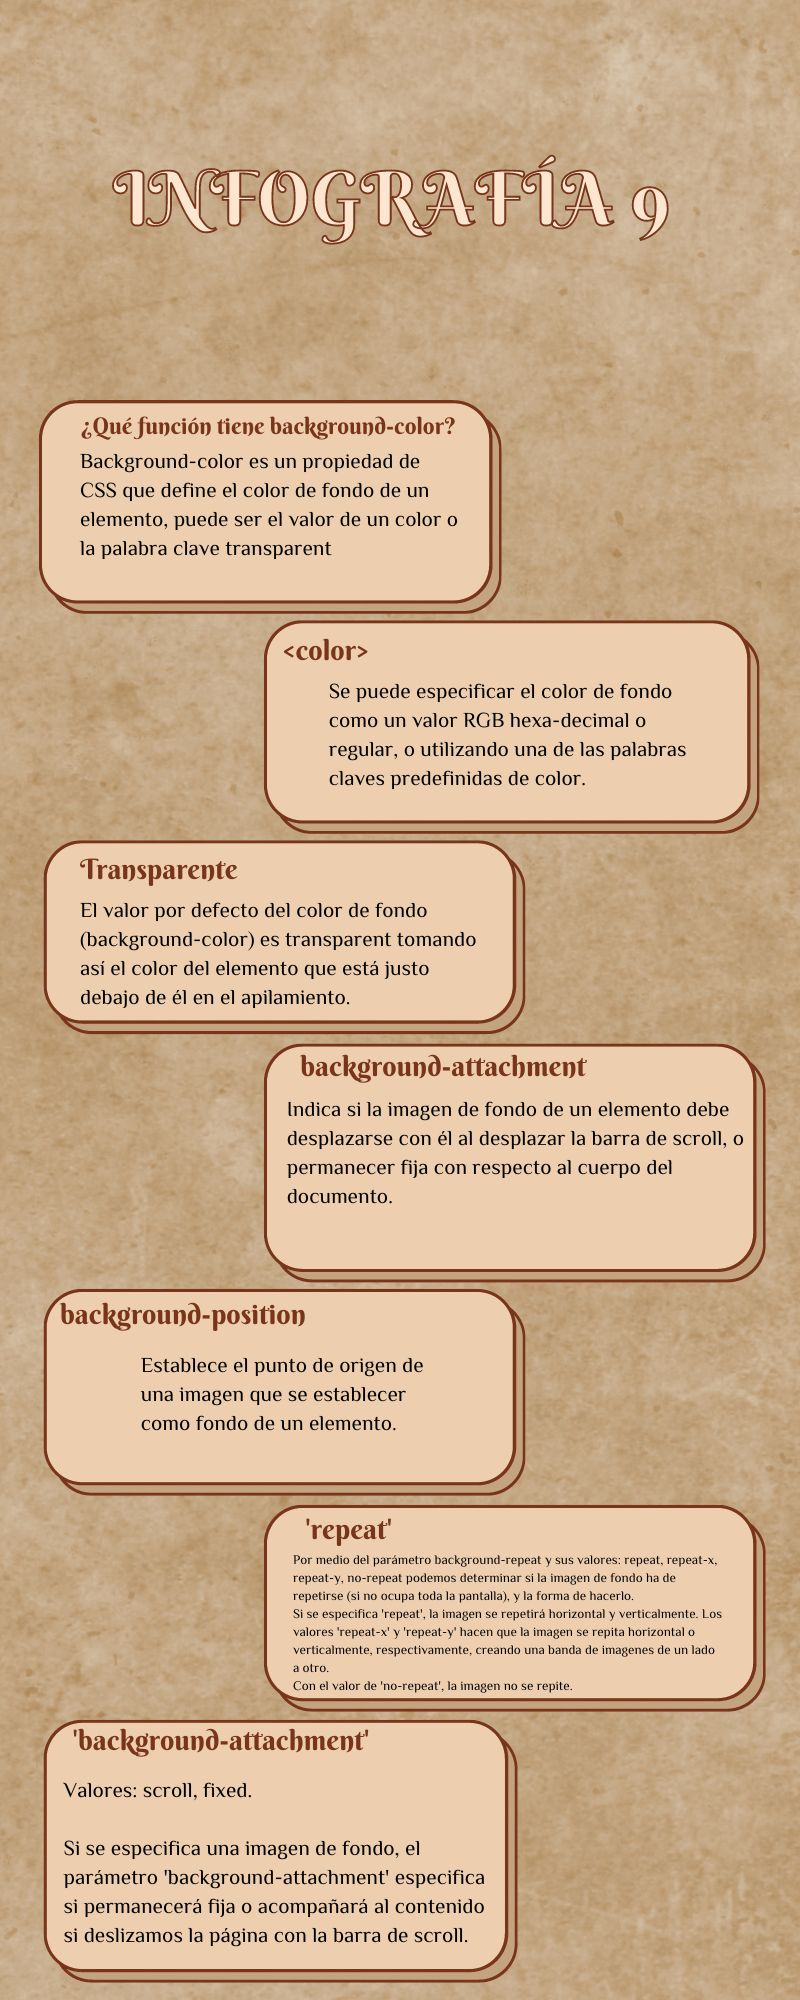 INFOGRAFÍA 9
¿Qué función tiene background-color?
Background-color es un propiedad de
CSS que define el color de fondo de un
elemento, puede ser el valor de un color o
la palabra clave transparent
<color>
Se puede especificar el color de fondo
como un valor RGB hexa-decimal o
regular, o utilizando una de las palabras
claves predefinidas de color.
Transparente
El valor por defecto del color de fondo
(background-color) es transparent tomando
así el color del elemento que está justo
debajo de él en el apilamiento.
background-attachment
Indica si la imagen de fondo de un elemento debe
desplazarse con él al desplazar la barra de scroll, o
permanecer fija con respecto al cuerpo del
documento.
background-position
Establece el punto de origen de
una imagen que se establecer
como fondo de un elemento.
'repeat'
Por medio del parámetro background-repeat y sus valores: repeat, repeat-x,
repeat-y, no-repeat podemos determinar si la imagen de fondo ha de
repetirse (si no ocupa toda la pantalla), y la forma de hacerlo.
Si se especifica 'repeat', la imagen se repetirá horizontal y verticalmente. Los
valores 'repeat-x' y 'repeat-y' hacen que la imagen se repita horizontal o
verticalmente, respectivamente, creando una banda de imagenes de un lado
a otro.
Con el valor de 'no-repeat', la imagen no se repite.
'background-attachment'
Valores: scroll, fixed.
Si se especifica una imagen de fondo, el
parámetro 'background-attachment' especifica
si permanecerá fija o acompañará al contenido
si deslizamos la página con la barra de scroll.